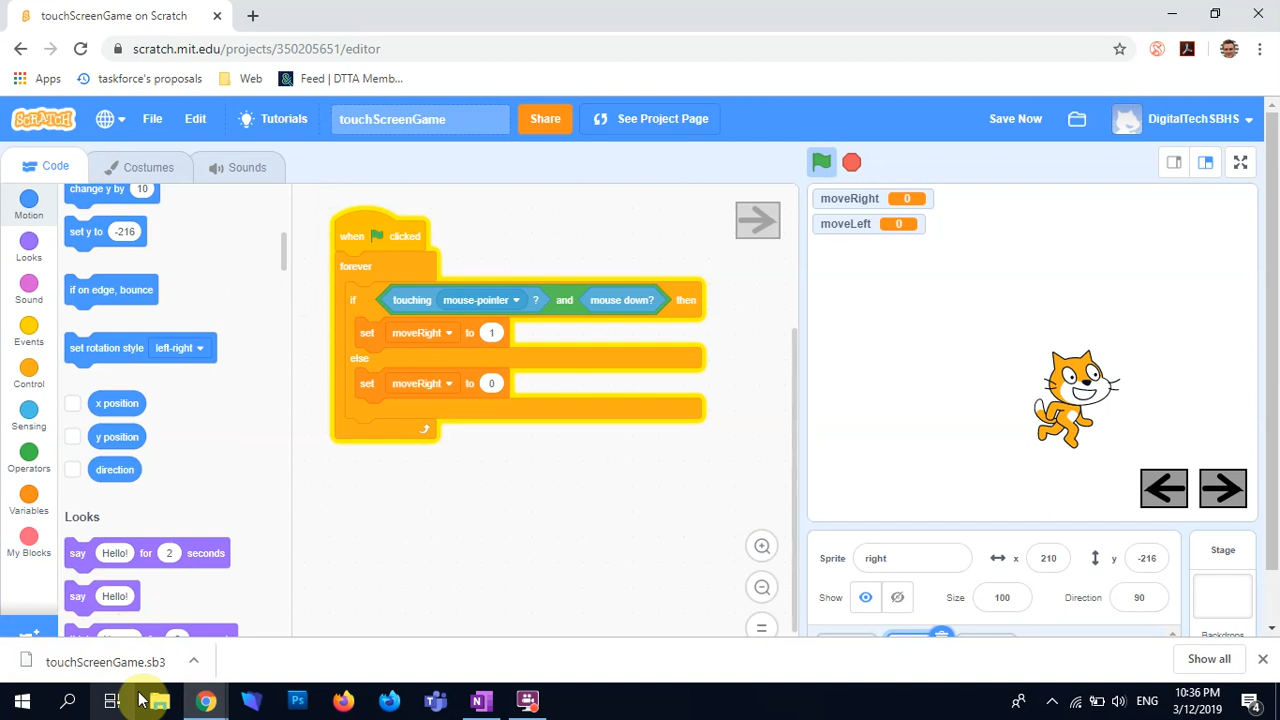 touchScreenGame on Scratch
scratch.mit.edu/projects/350205651/editor
Apps taskforce's proposals Web Feed | DTTA Memb...
SCRATCH File Edit Tutorials touchScreenGame Share See Project Page Save Now DigitalTechSBHS
Code Costumes Sounds
Motion
Looks
Sound
Events
Control
Sensing
Operators
Variables
My Blocks
change y by 10
set y to -216
if on edge, bounce
set rotation style left-right
x position
y position
direction
Looks
say Hello! for 2 seconds
say Hello!
when clicked
forever
if touching mouse-pointer ? and mouse down? then
set moveRight to 1
else
set moveRight to 0
moveRight 0
moveLeft 0
Sprite right x 210 y -216
Show Size 100 Direction 90
Stage
Backdrops
touchScreenGame.sb3 Show all
Ps
ENG
10:36 PM
3/12/2019
4